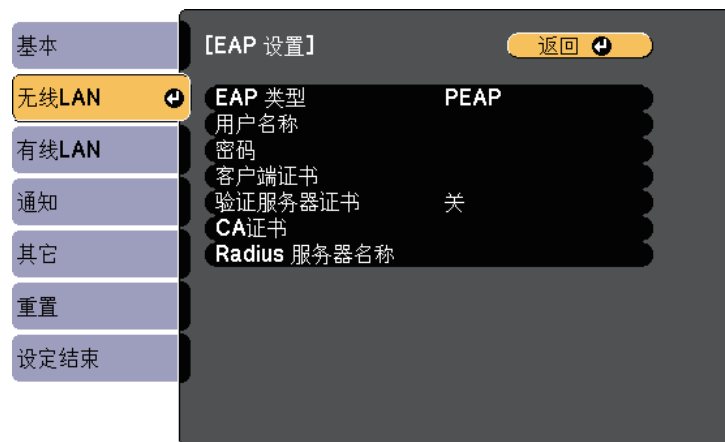 基本
无线LAN
有线LAN
通知
其它
重置
设定结束
[EAP 设置]
返回
EAP 类型 PEAP
用户名称
密码
客户端证书
验证服务器证书 关
CA证书
Radius 服务器名称